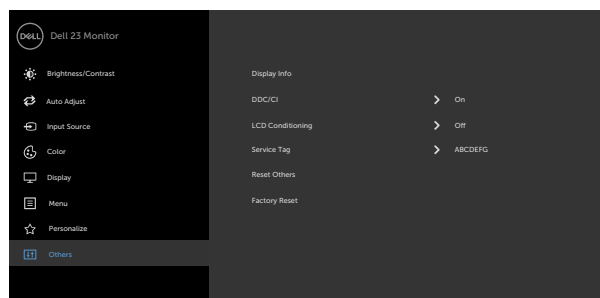 DELL Dell 23 Monitor
Brightness/Contrast
Auto Adjust
Input Source
Color
Display
Menu
Personalize
Others
Display Info
DDC/CI On
LCD Conditioning Off
Service Tag ABCDEFG
Reset Others
Factory Reset